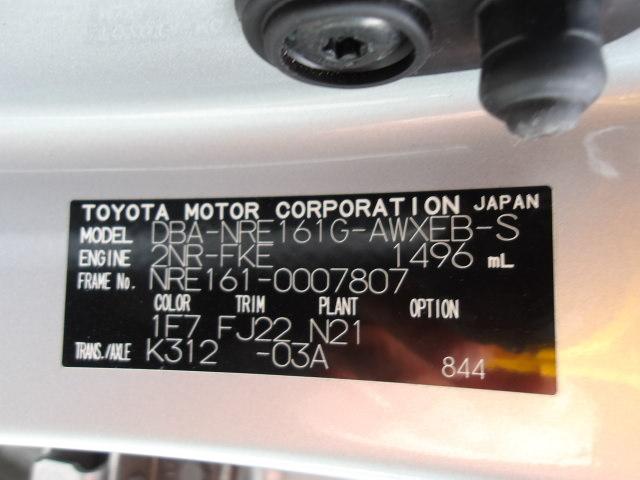 TOYOTA MOTOR CORPORATION JAPAN
MODEL DBA-NRE161G-AWXEB-S
ENGINE 2NR-FKE 1496 mL
FRAME No. NRE161-0007807
COLOR TRIM PLANT OPTION
1F7 FJ22 N21
TRANS./AXLE K312 -03A
844